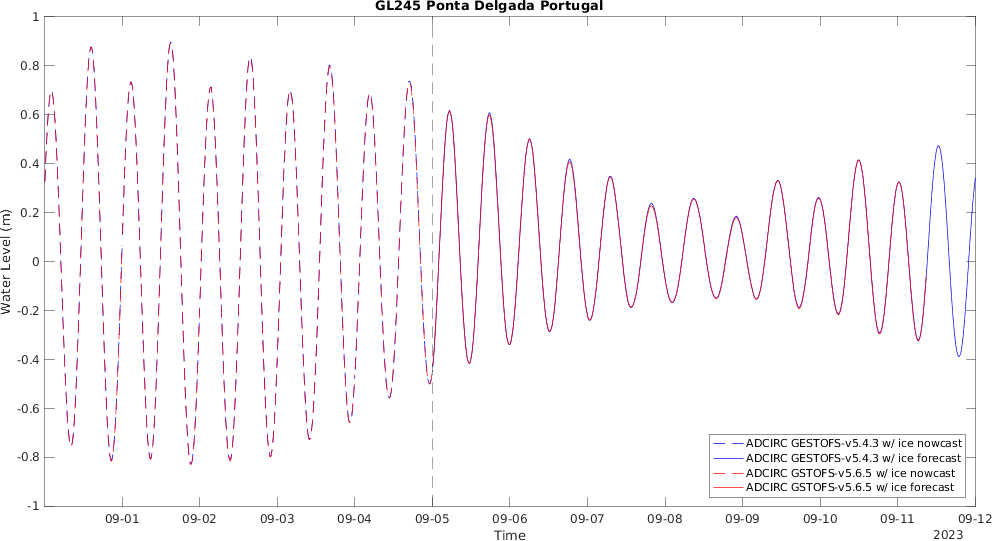 GL245 Ponta Delgada Portugal
1
0.8
0.6
0.4
0.2
0
-0.2
-0.4
-0.6
-0.8
-1
Water Level (m)
ADCIRC GESTOFS-v5.4.3 w/ ice nowcast
ADCIRC GESTOFS-v5.4.3 w/ ice forecast
ADCIRC GSTOFS-v5.6.5 w/ ice nowcast
ADCIRC GSTOFS-v5.6.5 w/ ice forecast
09-01 09-02 09-03 09-04 09-05 09-06 09-07 09-08 09-09 09-10 09-11 09-12
Time
2023